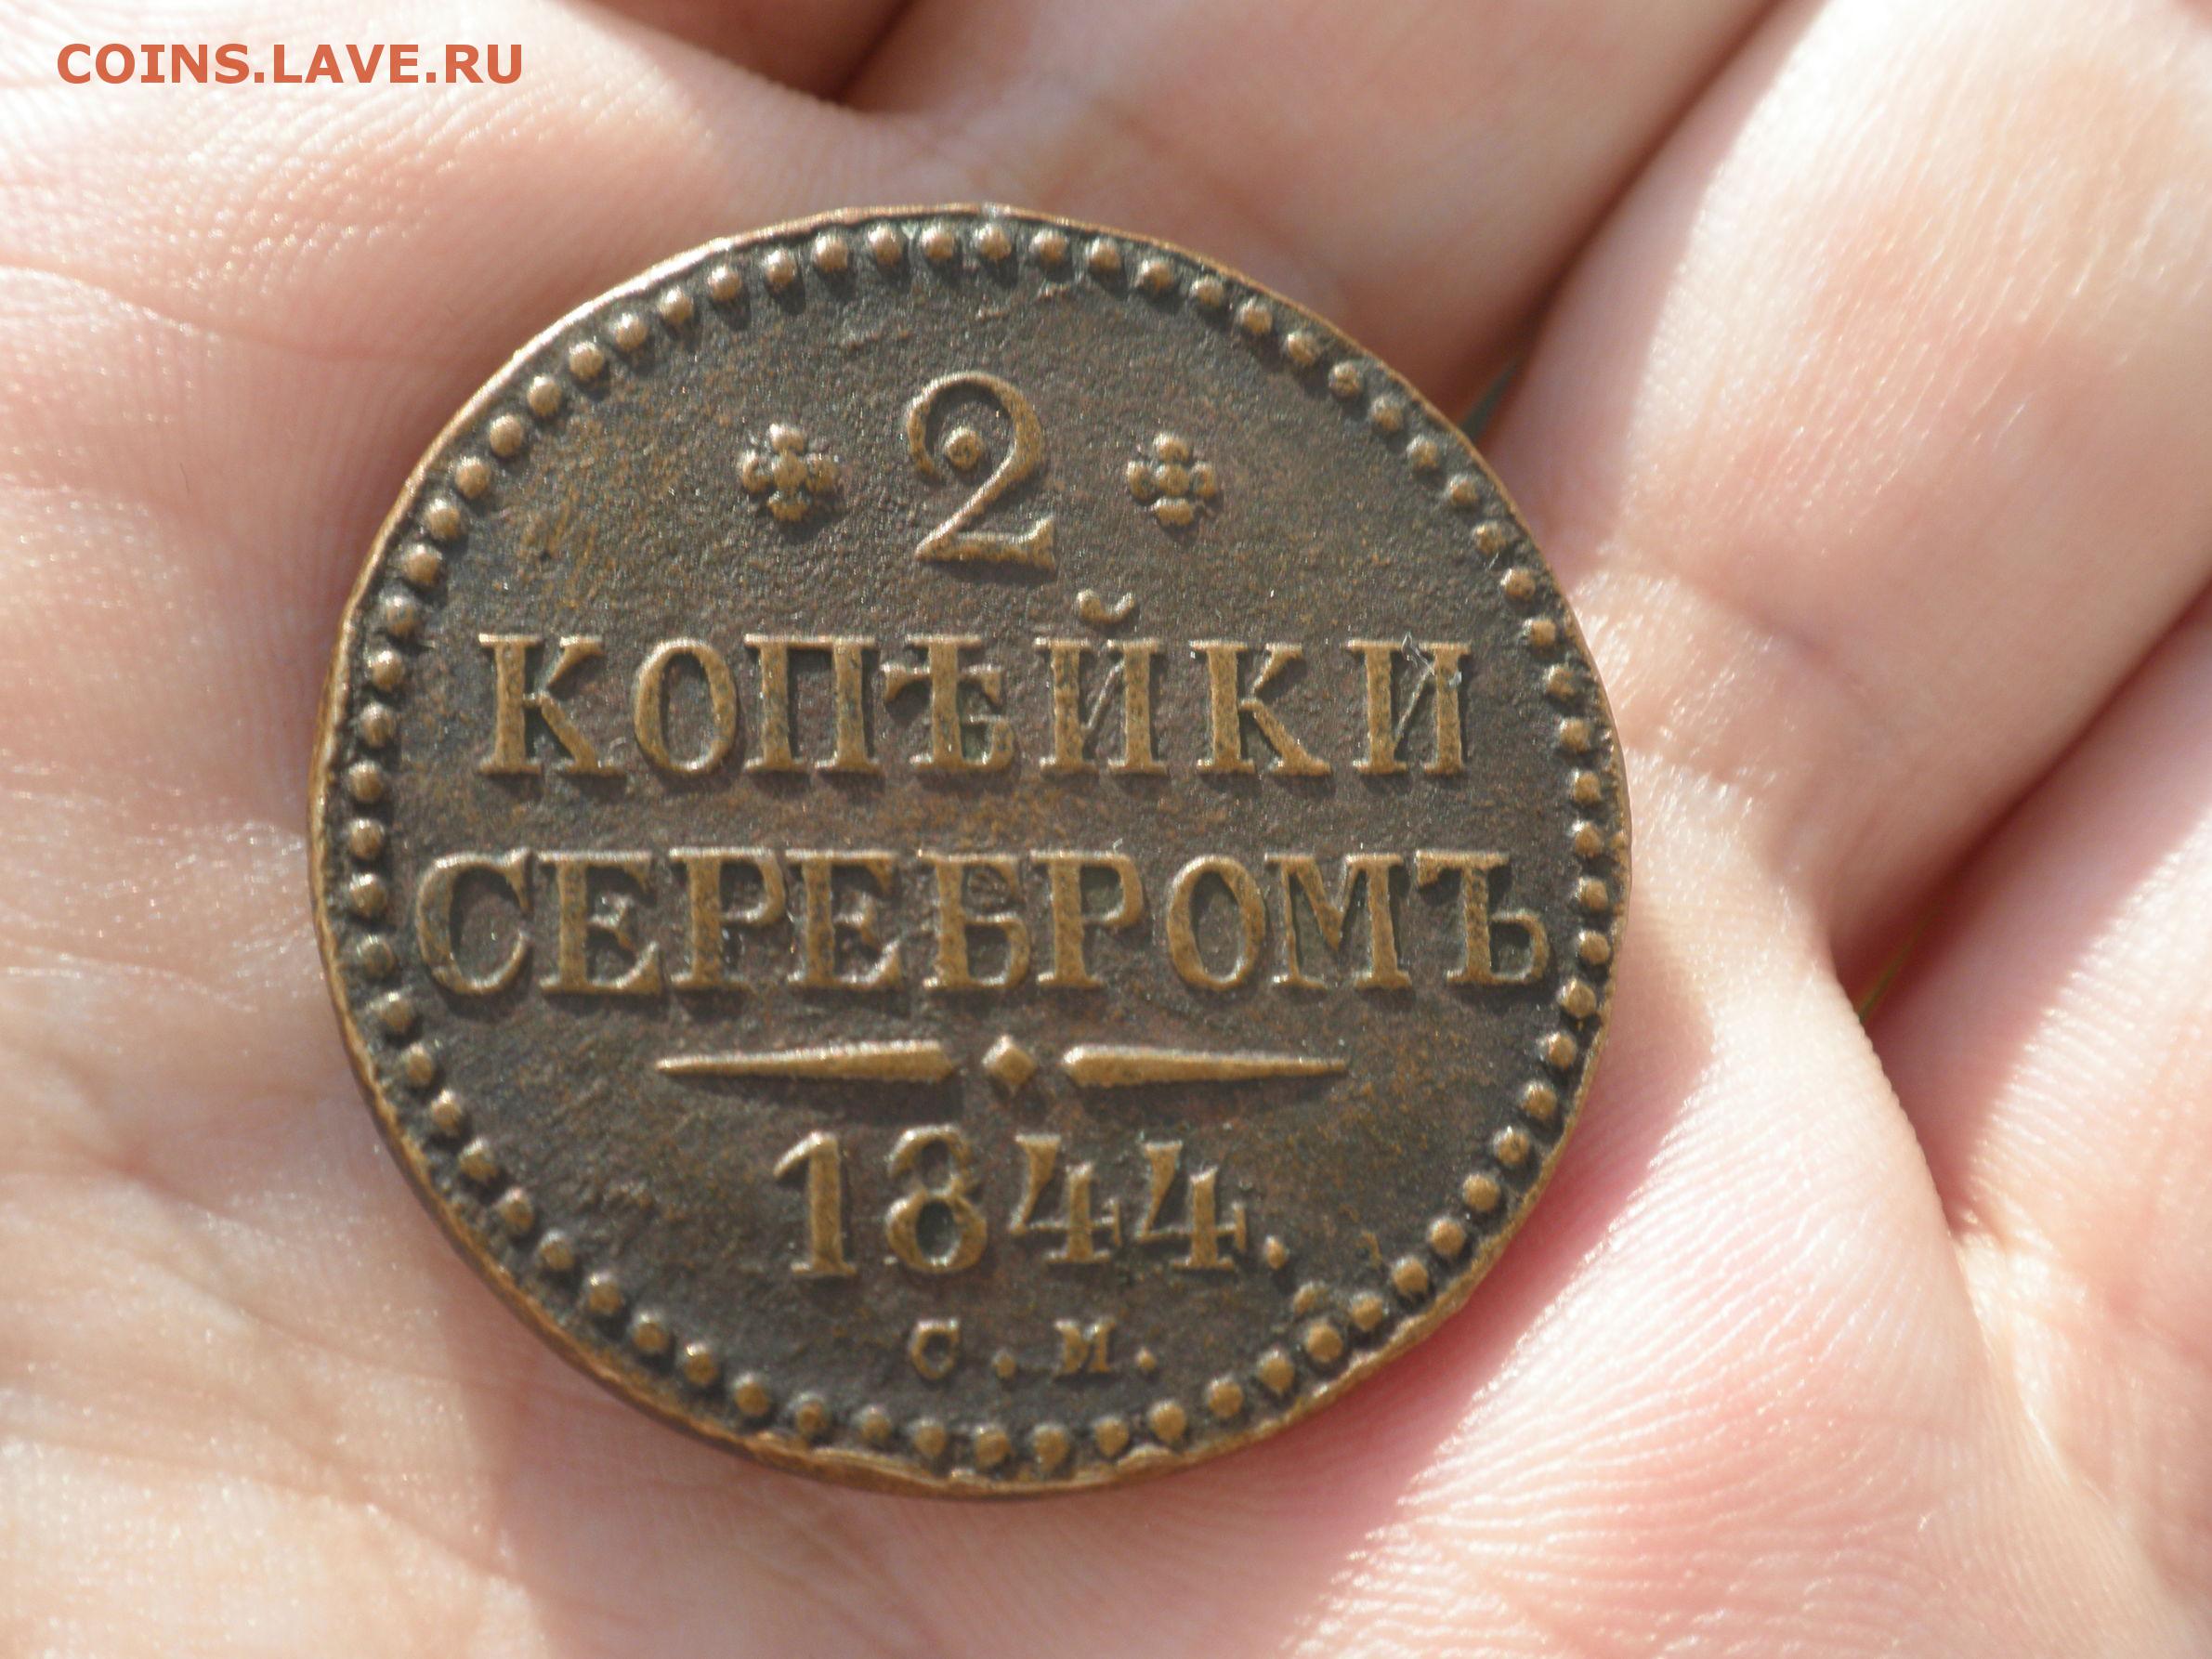 COINS.LAVE.RU
2
КОПѢЙКИ
СЕРЕБРОМЪ
1844.
С.М.